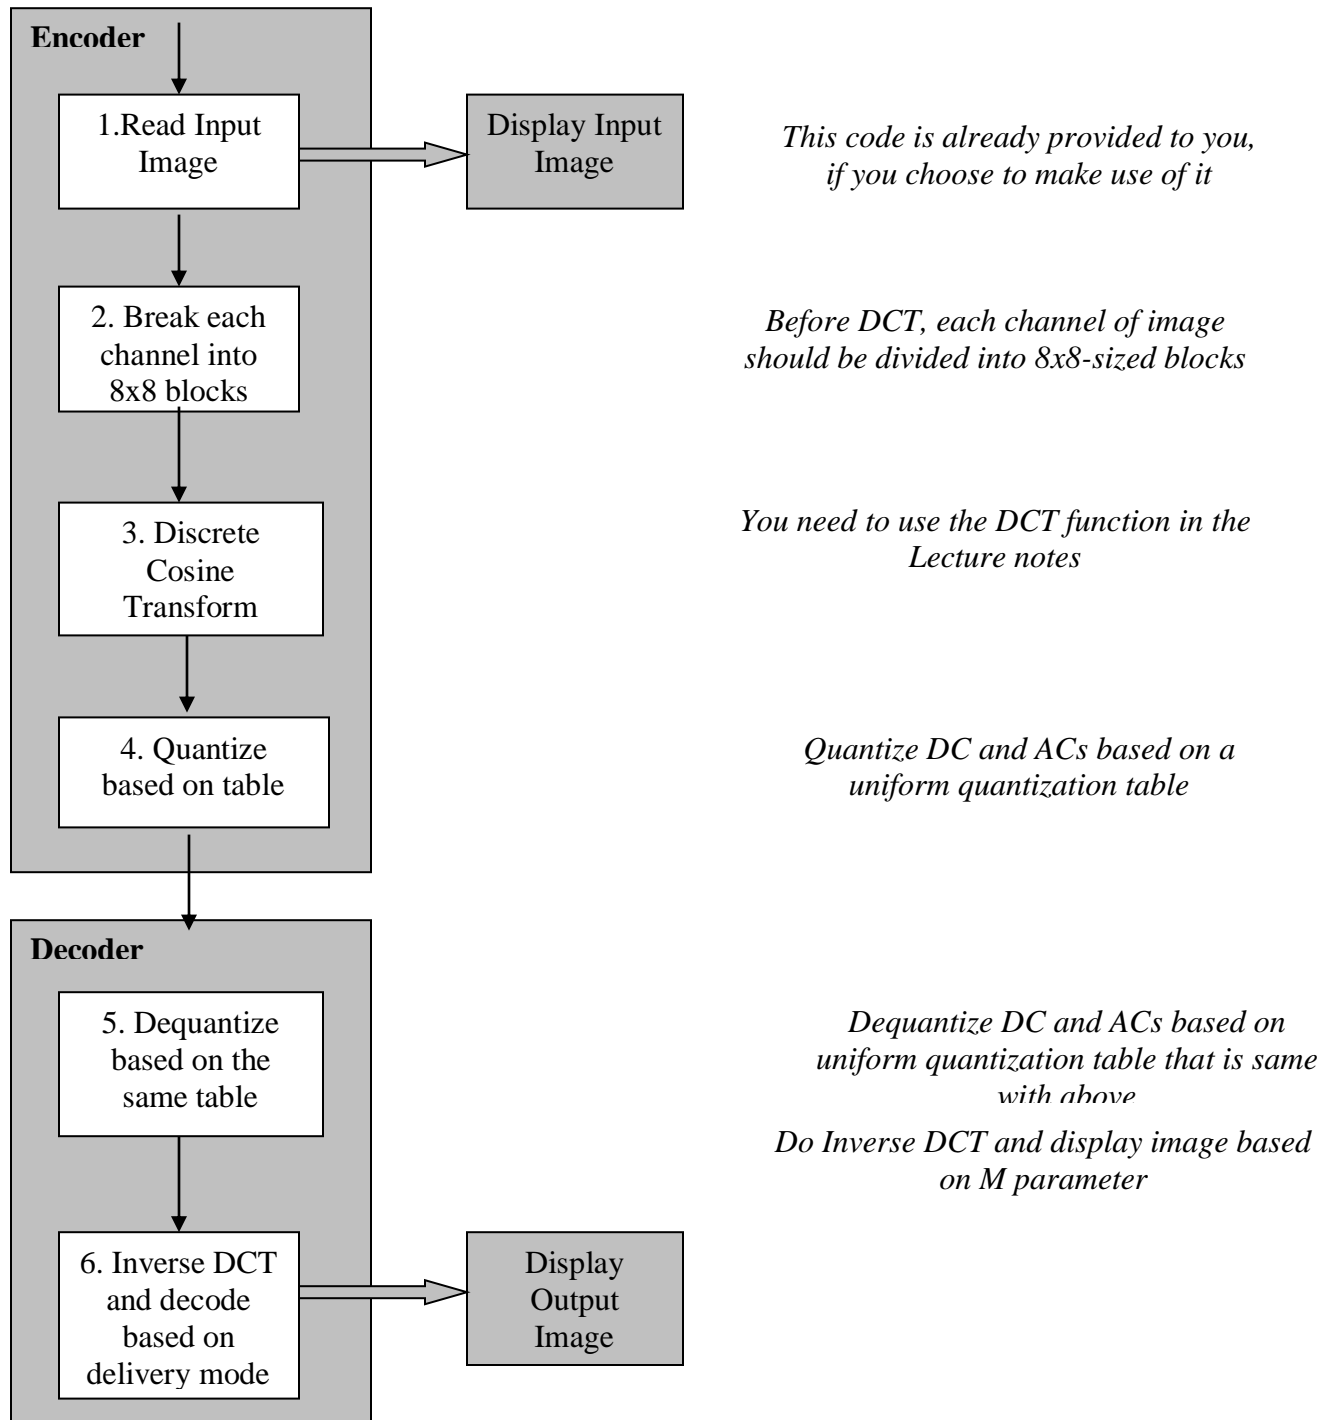 Encoder
1.Read Input
Image
Display Input
Image
This code is already provided to you,
if you choose to make use of it
2. Break each
channel into
8x8 blocks
Before DCT, each channel of image
should be divided into 8x8-sized blocks
3. Discrete
Cosine
Transform
You need to use the DCT function in the
Lecture notes
4. Quantize
based on table
Quantize DC and ACs based on a
uniform quantization table
Decoder
5. Dequantize
based on the
same table
Dequantize DC and ACs based on
uniform quantization table that is same
with above
Do Inverse DCT and display image based
on M parameter
6. Inverse DCT
and decode
based on
delivery mode
Display
Output
Image